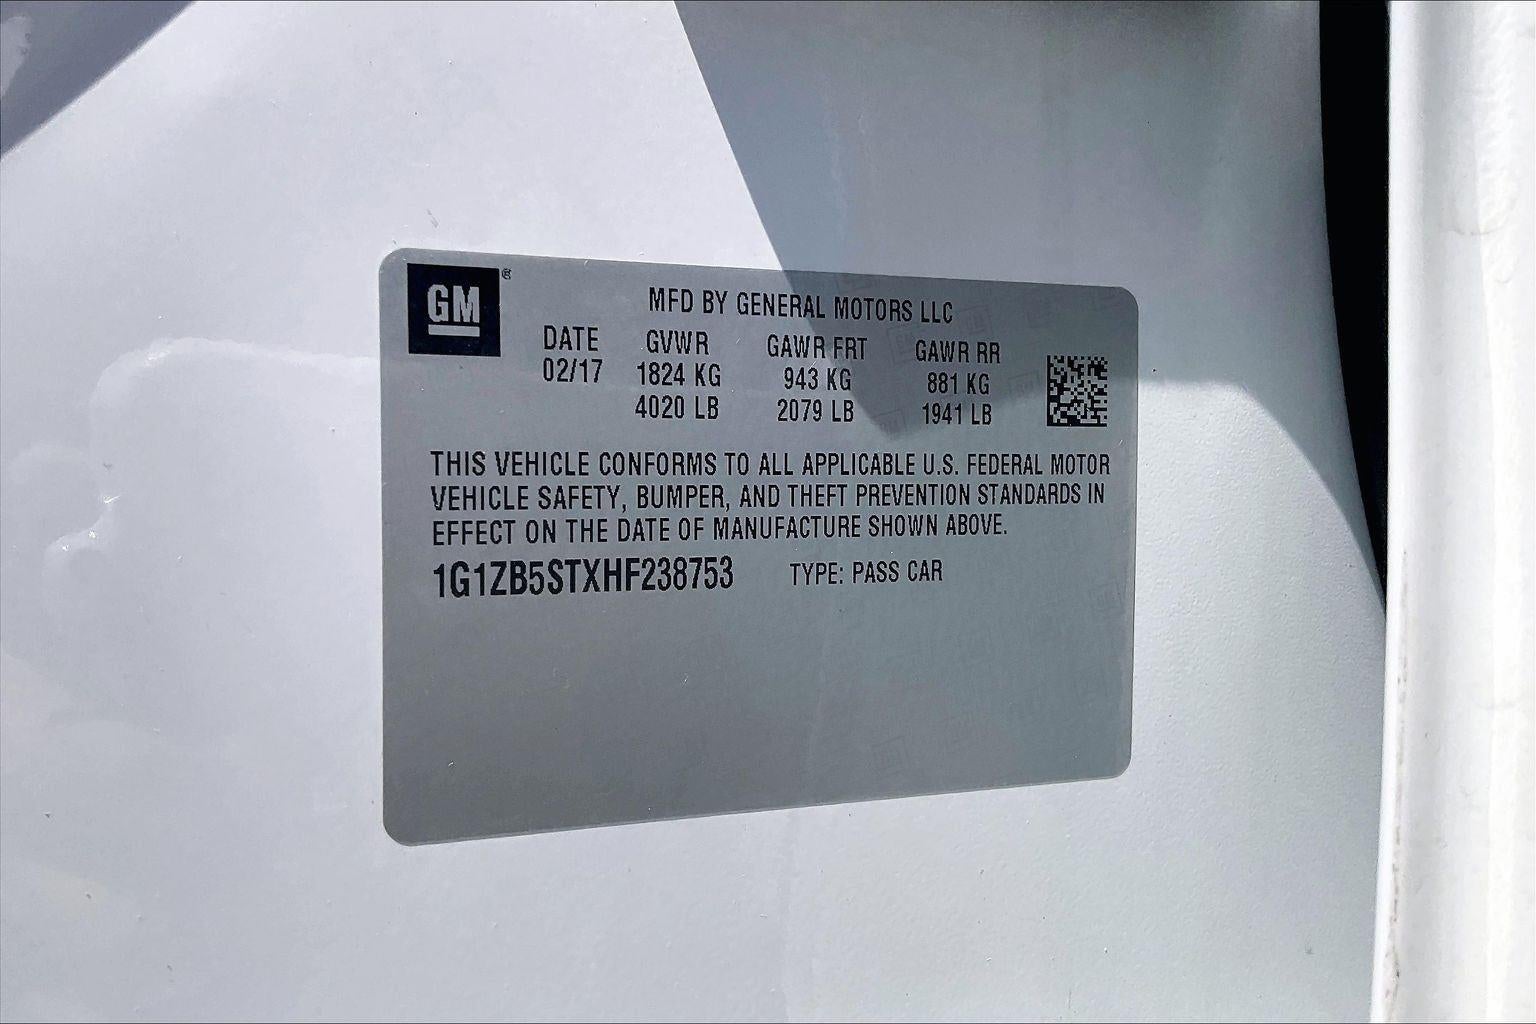 GM®
MFD BY GENERAL MOTORS LLC
DATE GVWR GAWR FRT GAWR RR
02/17 1824 KG 943 KG 881 KG
4020 LB 2079 LB 1941 LB
THIS VEHICLE CONFORMS TO ALL APPLICABLE U.S. FEDERAL MOTOR
VEHICLE SAFETY, BUMPER, AND THEFT PREVENTION STANDARDS IN
EFFECT ON THE DATE OF MANUFACTURE SHOWN ABOVE.
1G1ZB5STXHF238753 TYPE: PASS CAR